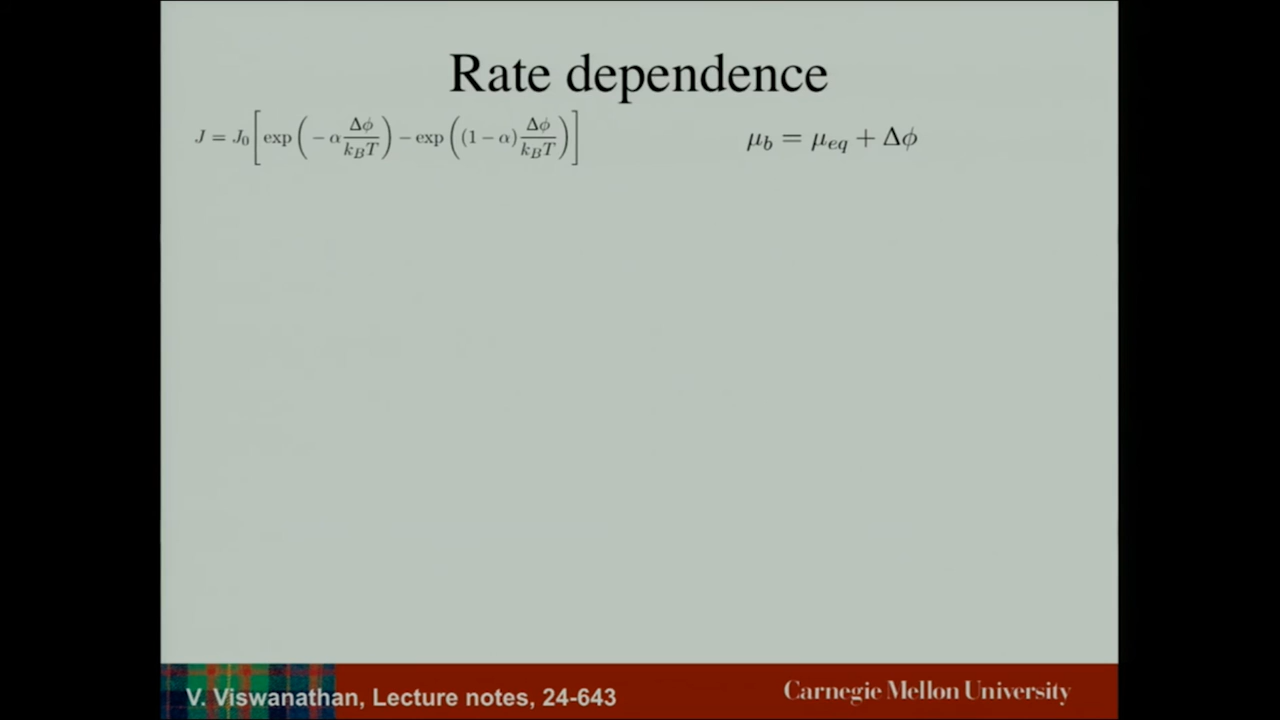 Rate dependence
J = J₀[exp(−α Δϕ/k_BT) − exp((1 − α) Δϕ/k_BT)]
μ_b = μ_eq + Δϕ
V. Viswanathan, Lecture notes, 24-643
Carnegie Mellon University